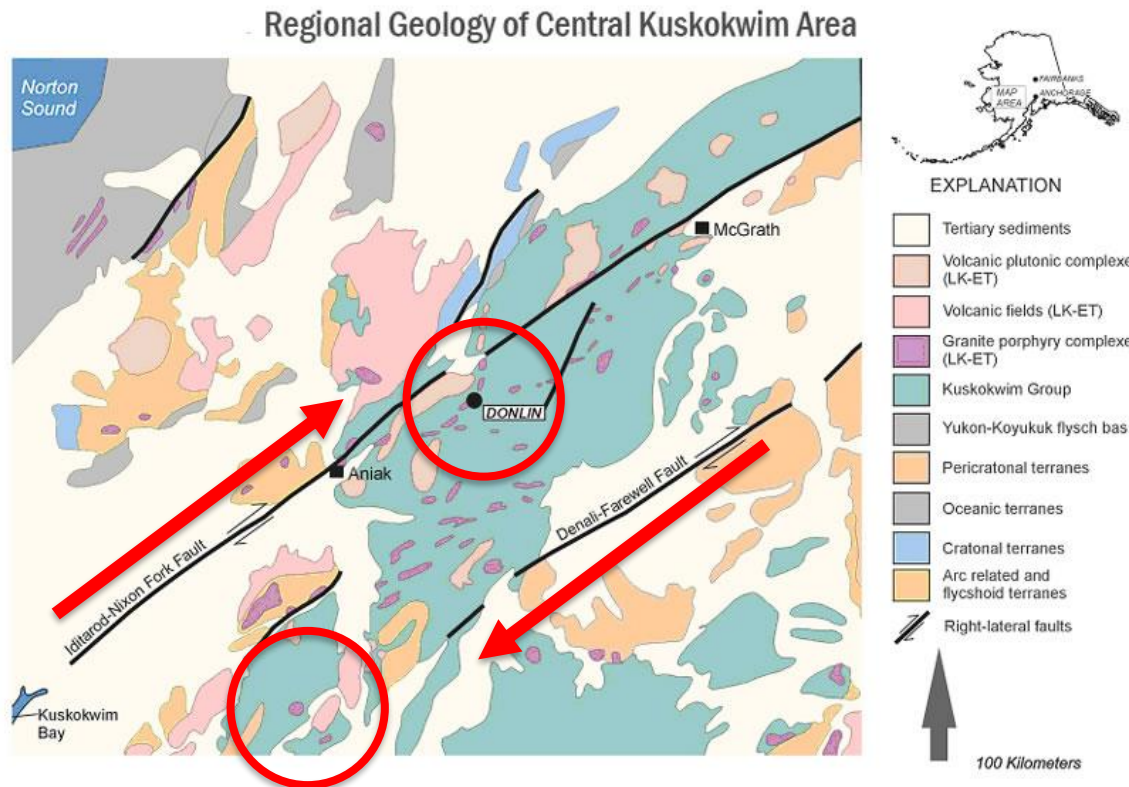 Regional Geology of Central Kuskokwim Area
Norton
Sound
FAIRBANKS
ANCHORAGE
MAP
AREA
EXPLANATION
Tertiary sediments
Volcanic plutonic complexe
(LK-ET)
Volcanic fields (LK-ET)
Granite porphyry complexe
(LK-ET)
Kuskokwim Group
Yukon-Koyukuk flysch bas
Pericratonal terranes
Oceanic terranes
Cratonal terranes
Arc related and
flycshoid terranes
Right-lateral faults
100 Kilometers
McGrath
DONLIN
Aniak
Denali-Farewell Fault
Iditarod-Nixon Fork Fault
Kuskokwim
Bay